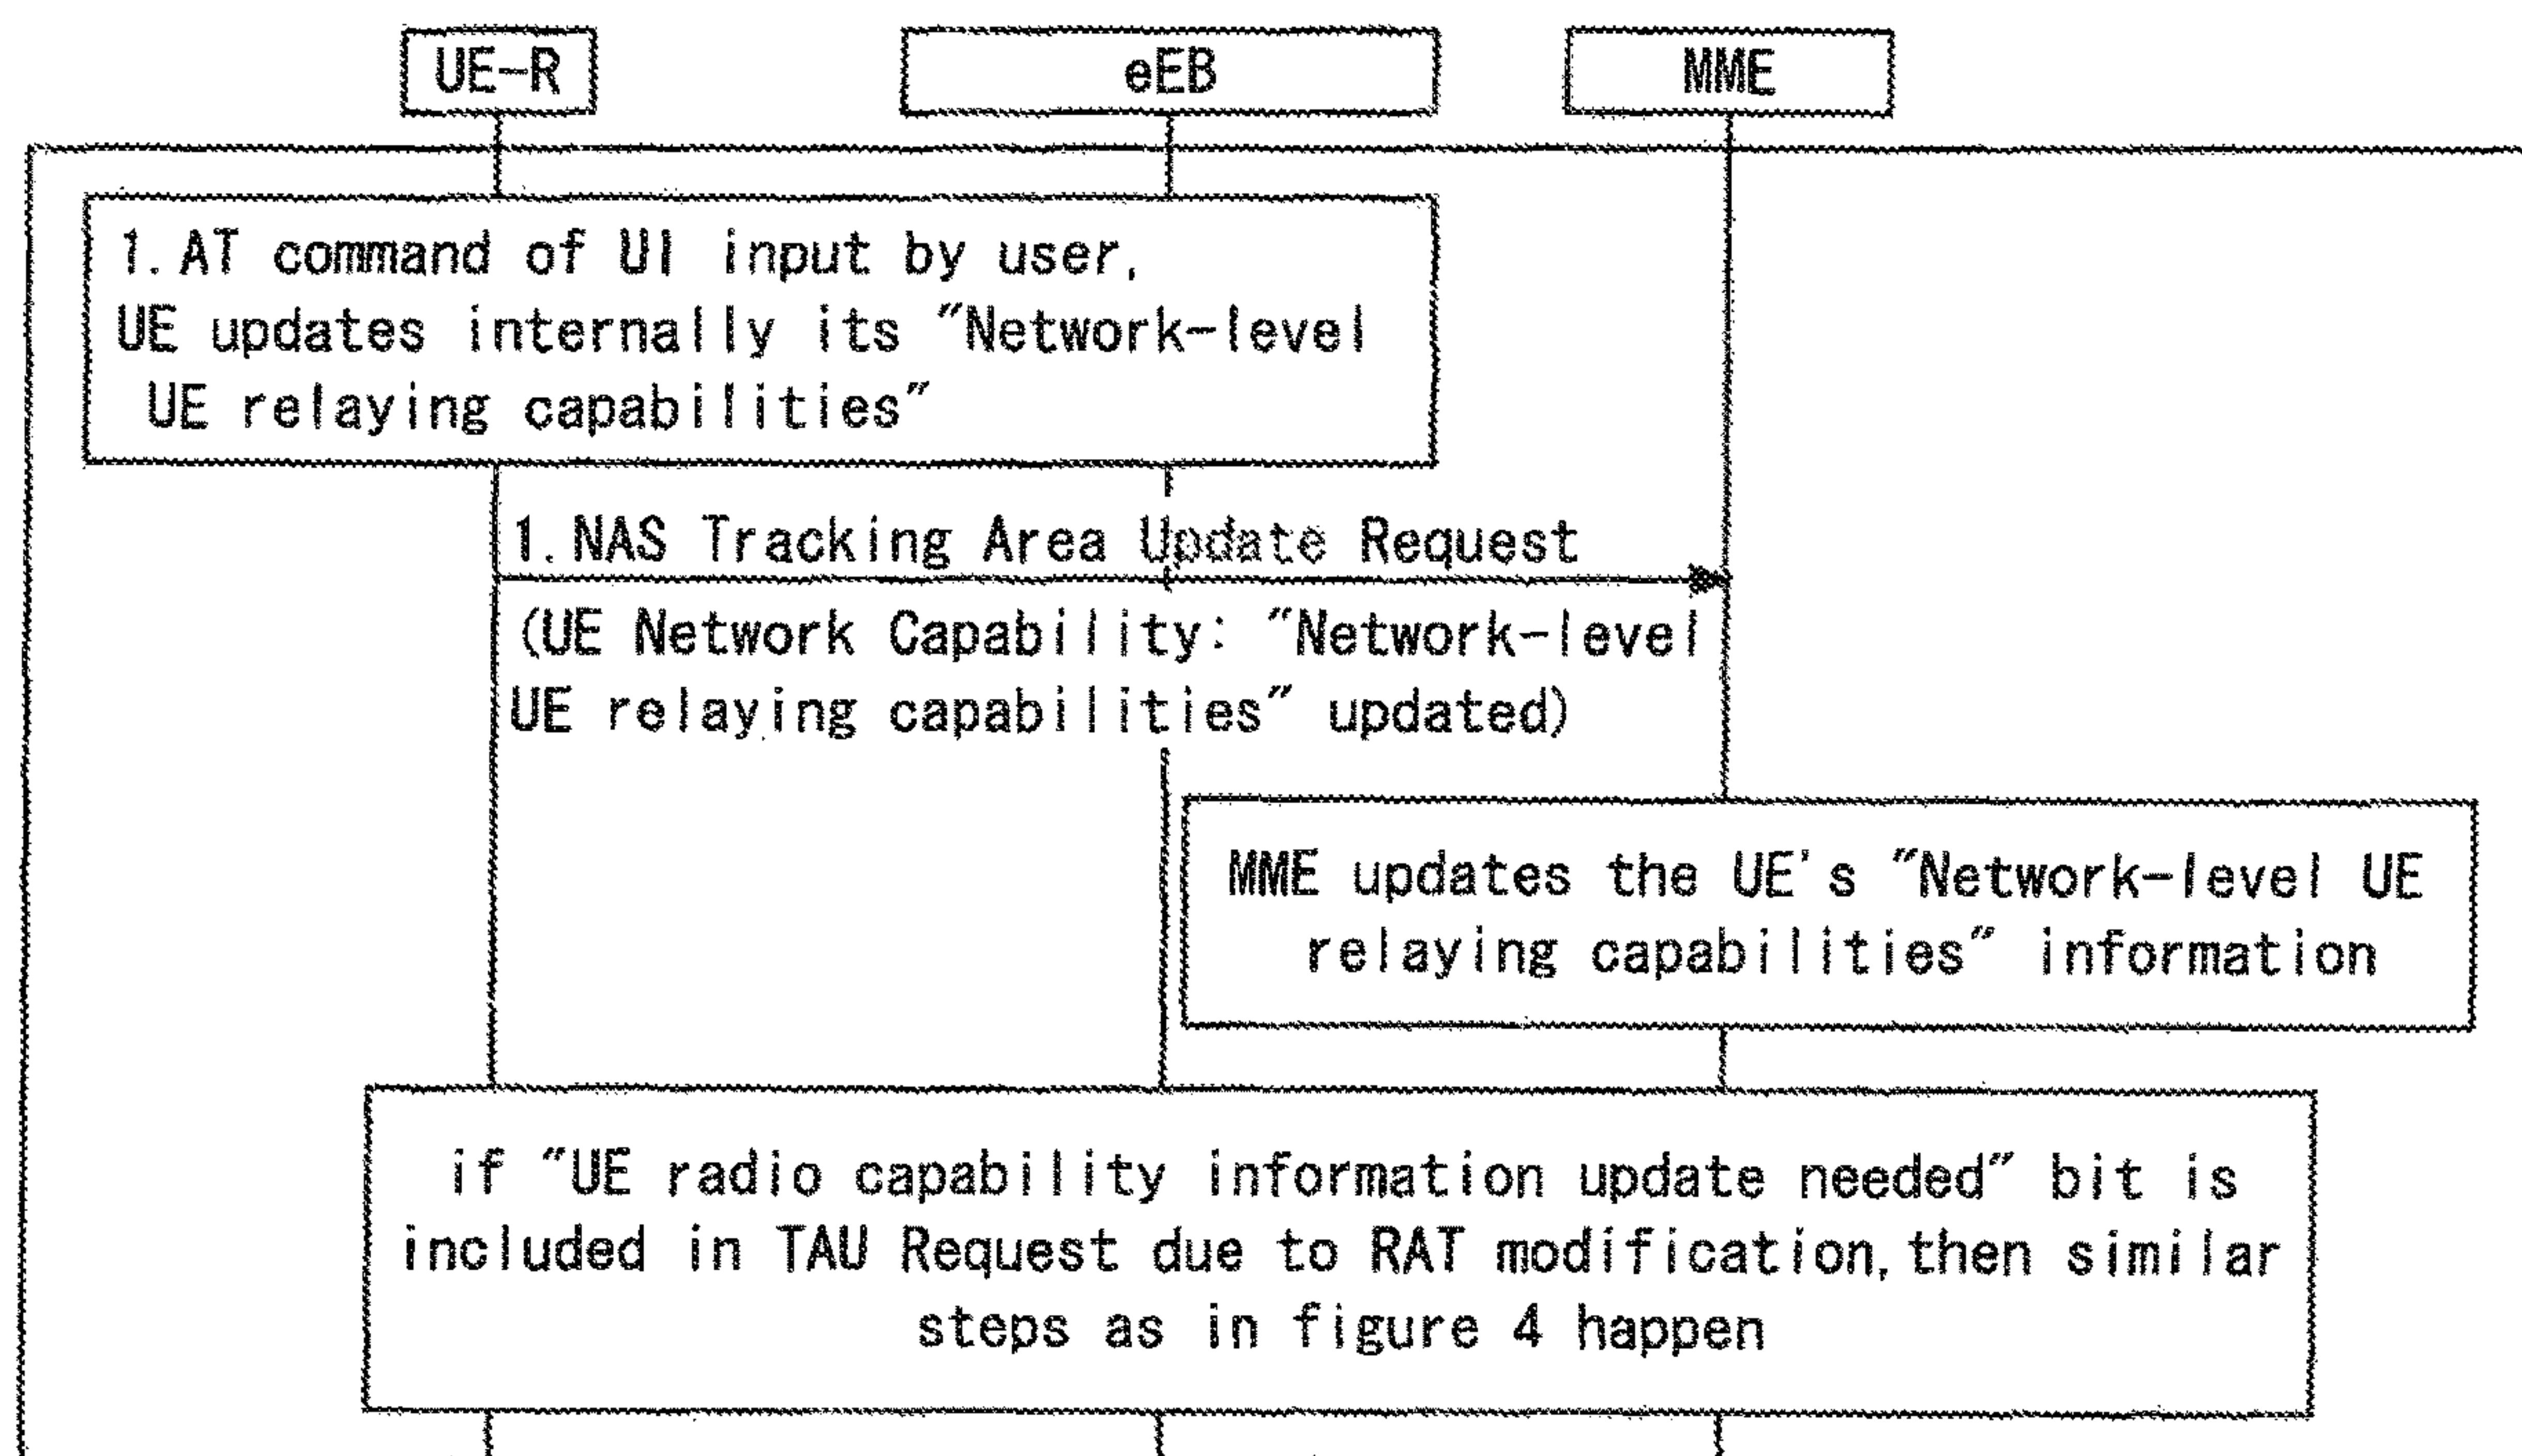 UE-R
eEB
MME
1. AT command of UI input by user,
UE updates internally its "Network-level
UE relaying capabilities"
1. NAS Tracking Area Update Request
(UE Network Capability: "Network-level
UE relaying capabilities" updated)
MME updates the UE's "Network-level UE
relaying capabilities" information
if "UE radio capability information update needed" bit is
included in TAU Request due to RAT modification, then similar
steps as in figure 4 happen